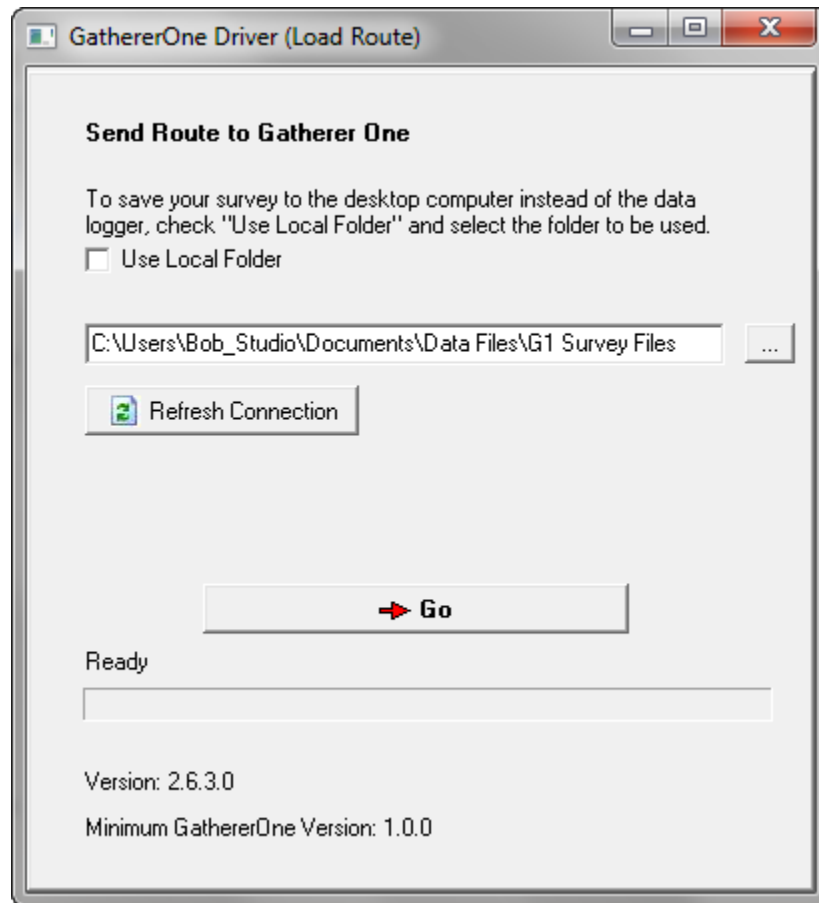 GathererOne Driver (Load Route)
Send Route to Gatherer One
To save your survey to the desktop computer instead of the data
logger, check "Use Local Folder" and select the folder to be used.
Use Local Folder
C:\Users\Bob_Studio\Documents\Data Files\G1 Survey Files
...
Refresh Connection
Go
Ready
Version: 2.6.3.0
Minimum GathererOne Version: 1.0.0